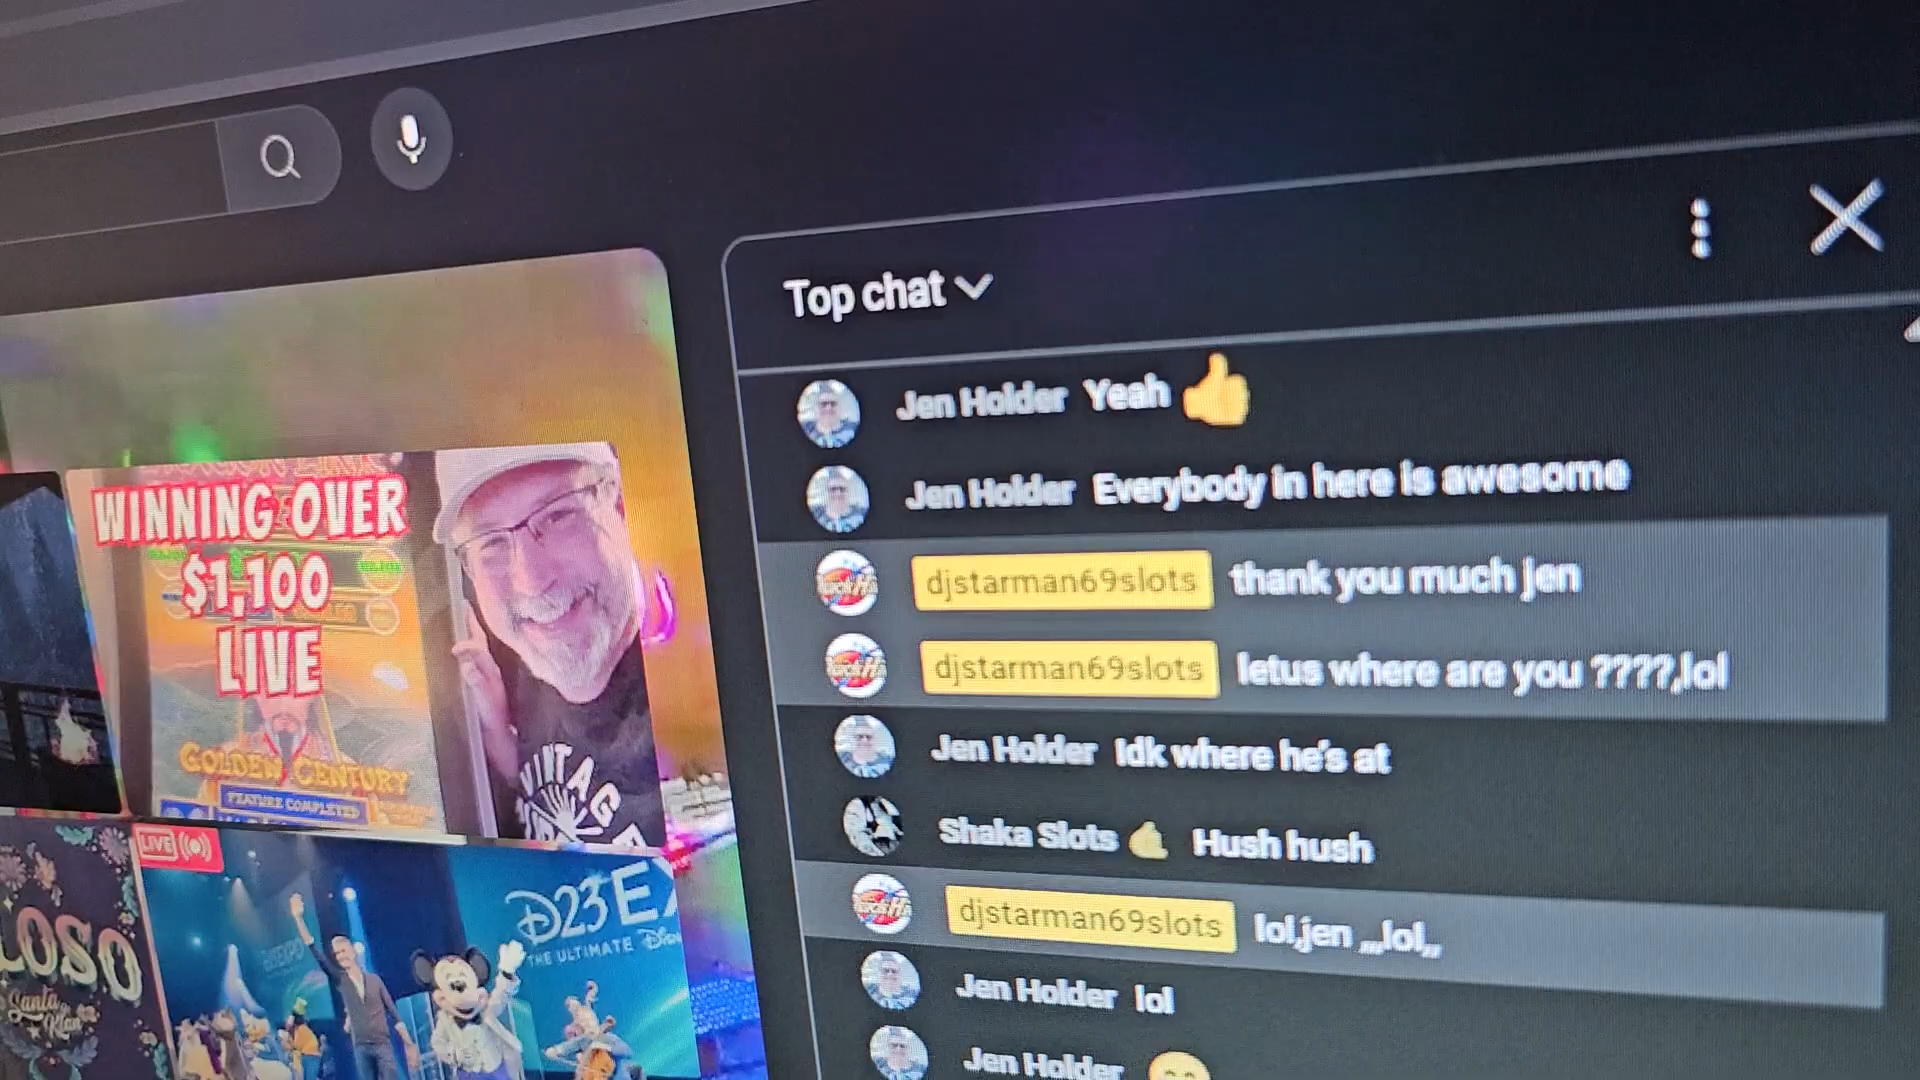 Top chat
Jen Holder Yeah
Jen Holder Everybody in here is awesome
djstarman69slots thank you much jen
djstarman69slots letus where are you ????,lol
Jen Holder Idk where he's at
Shaka Slots Hush hush
djstarman69slots lol,jen ,,,lol,,
Jen Holder lol
Jen Holder
WINNING OVER
$1,100
LIVE
GOLDEN CENTURY
FEATURE COMPLETED
VINTAGE
LIVE
D23 EX
THE ULTIMATE Disn
LOSO
Santa
Klan